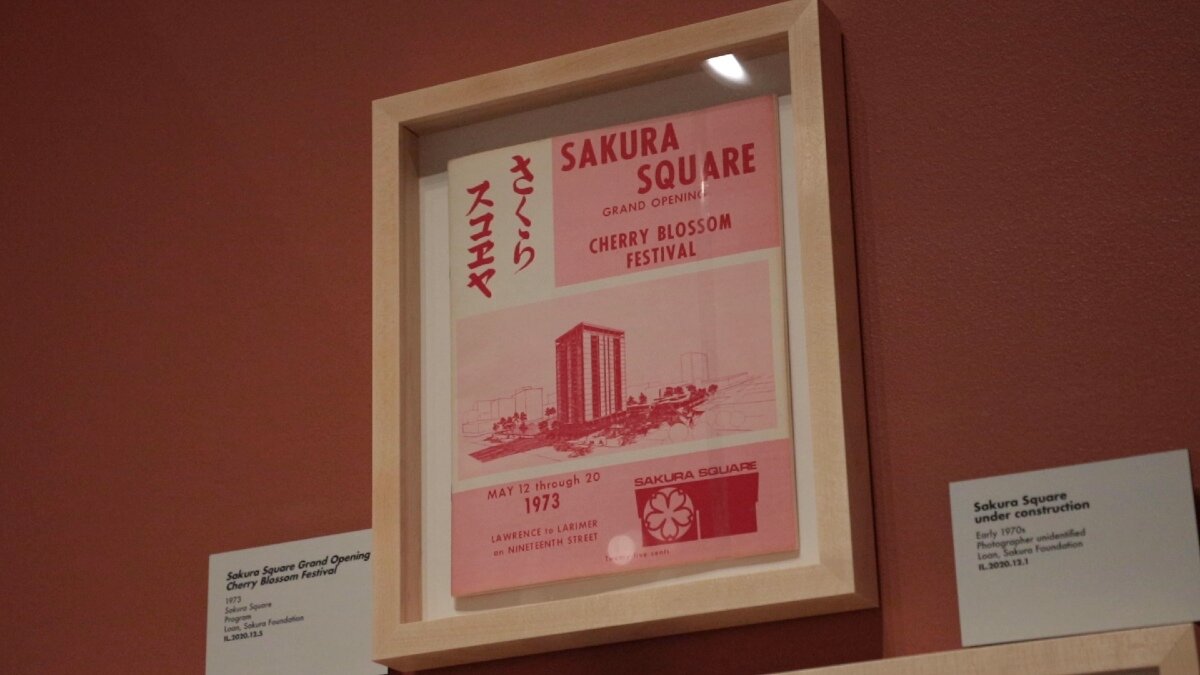 さくら
スコエヤ
SAKURA
SQUARE
GRAND OPENING
CHERRY BLOSSOM
FESTIVAL
MAY 12 through 20
1973
LAWRENCE to LARIMER
on NINETEENTH STREET
SAKURA SQUARE
Twenty five cents
Sakura Square Grand Opening
Cherry Blossom Festival
1973
Sakura Square
Program
Loan, Sakura Foundation
IL.2020.12.5
Sakura Square
under construction
Early 1970s
Photographer unidentified
Loan, Sakura Foundation
IL.2020.12.1